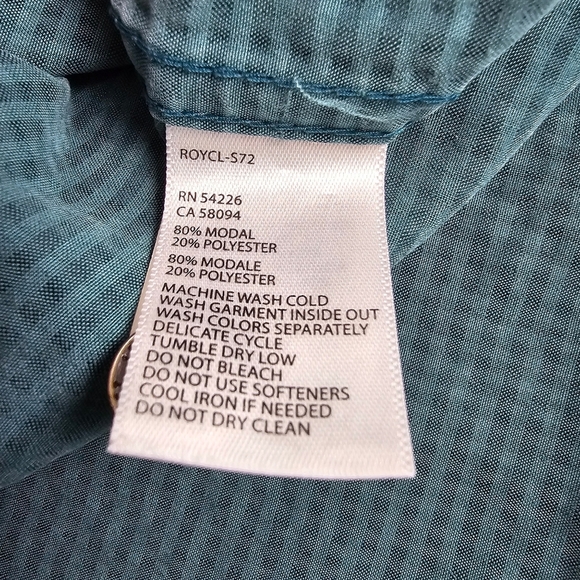 ROYCL-S72
RN 54226
CA 58094
80% MODAL
20% POLYESTER
80% MODALE
20% POLYESTER
MACHINE WASH COLD
WASH GARMENT INSIDE OUT
WASH COLORS SEPARATELY
DELICATE CYCLE
TUMBLE DRY LOW
DO NOT BLEACH
DO NOT USE SOFTENERS
COOL IRON IF NEEDED
DO NOT DRY CLEAN